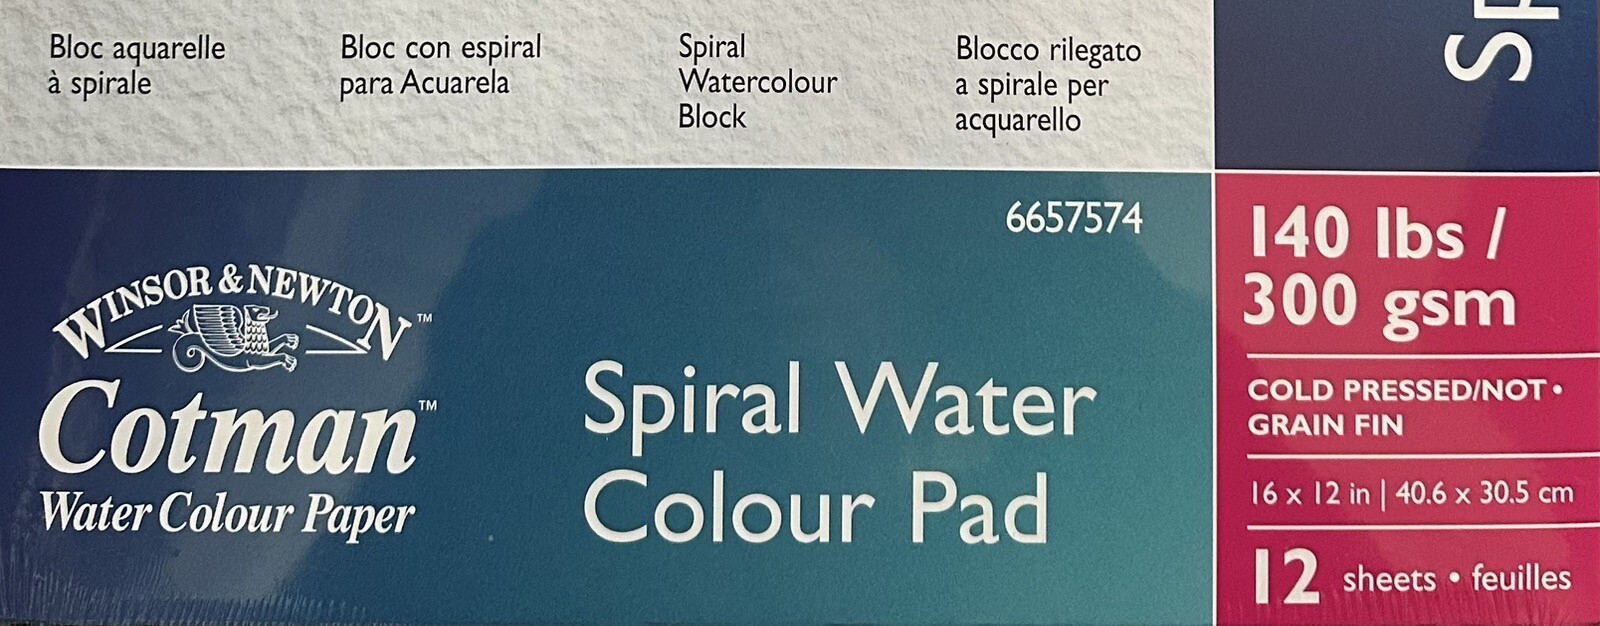 Bloc aquarelle
à spirale
Bloc con espiral
para Acuarela
Spiral
Watercolour
Block
Blocco rilegato
a spirale per
acquarello
6657574
WINSOR & NEWTON™
Cotman™
Water Colour Paper
Spiral Water
Colour Pad
140 lbs /
300 gsm
COLD PRESSED/NOT •
GRAIN FIN
16 x 12 in | 40.6 x 30.5 cm
12 sheets • feuilles